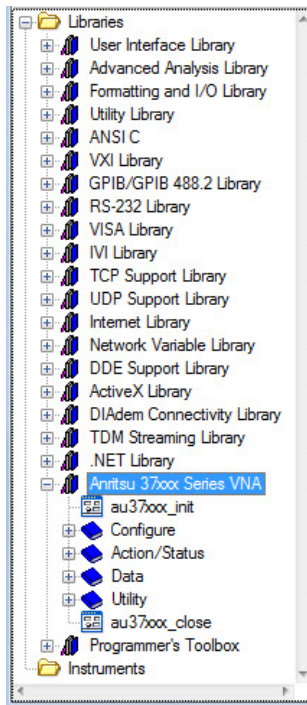 Libraries
User Interface Library
Advanced Analysis Library
Formatting and I/O Library
Utility Library
ANSI C
VXI Library
GPIB/GPIB 488.2 Library
RS-232 Library
VISA Library
IVI Library
TCP Support Library
UDP Support Library
Internet Library
Network Variable Library
DDE Support Library
ActiveX Library
DIAdem Connectivity Library
TDM Streaming Library
.NET Library
Anritsu 37xxx Series VNA
au37xxx_init
Configure
Action/Status
Data
Utility
au37xxx_close
Programmer's Toolbox
Instruments